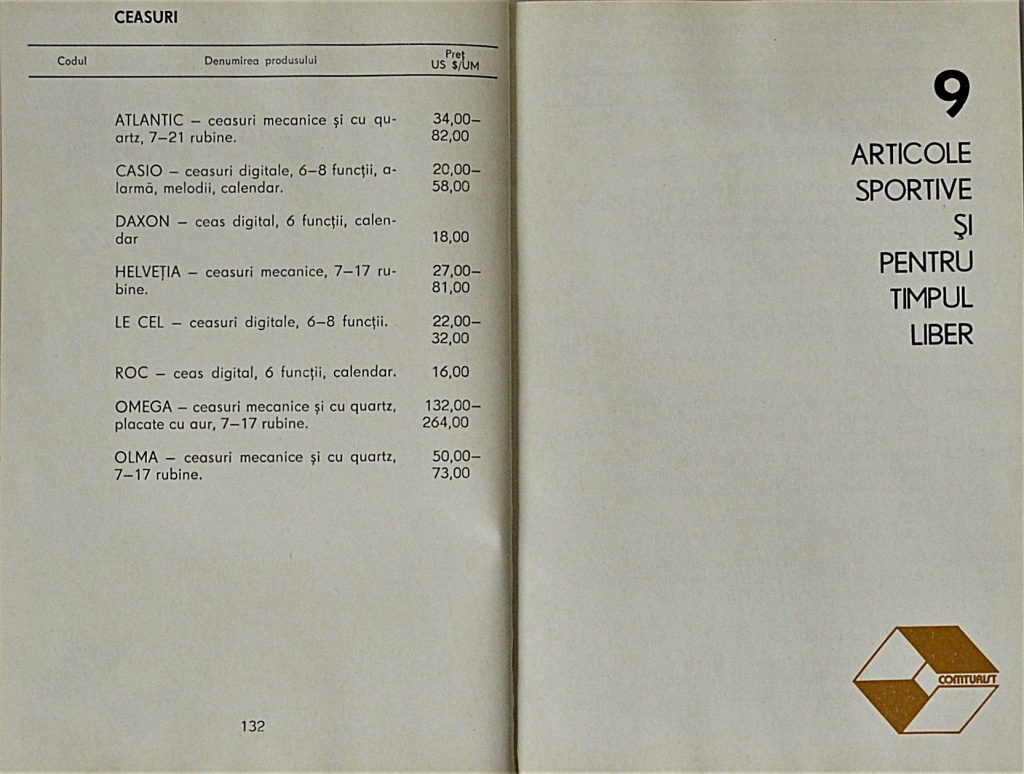 CEASURI
Codul Denumirea produsului Preț
US $/UM
ATLANTIC — ceasuri mecanice și cu qu- 34,00—
artz, 7—21 rubine. 82,00
CASIO — ceasuri digitale, 6—8 funcții, a- 20,00—
larmă, melodii, calendar. 58,00
DAXON — ceas digital, 6 funcții, calen-
dar 18,00
HELVEȚIA — ceasuri mecanice, 7—17 ru- 27,00—
bine. 81,00
LE CEL — ceasuri digitale, 6—8 funcții. 22,00—
32,00
ROC — ceas digital, 6 funcții, calendar. 16,00
OMEGA — ceasuri mecanice și cu quartz, 132,00—
placate cu aur, 7—17 rubine. 264,00
OLMA — ceasuri mecanice și cu quartz, 50,00—
7—17 rubine. 73,00
132
9
ARTICOLE
SPORTIVE
ȘI
PENTRU
TIMPUL
LIBER
COMTURIST